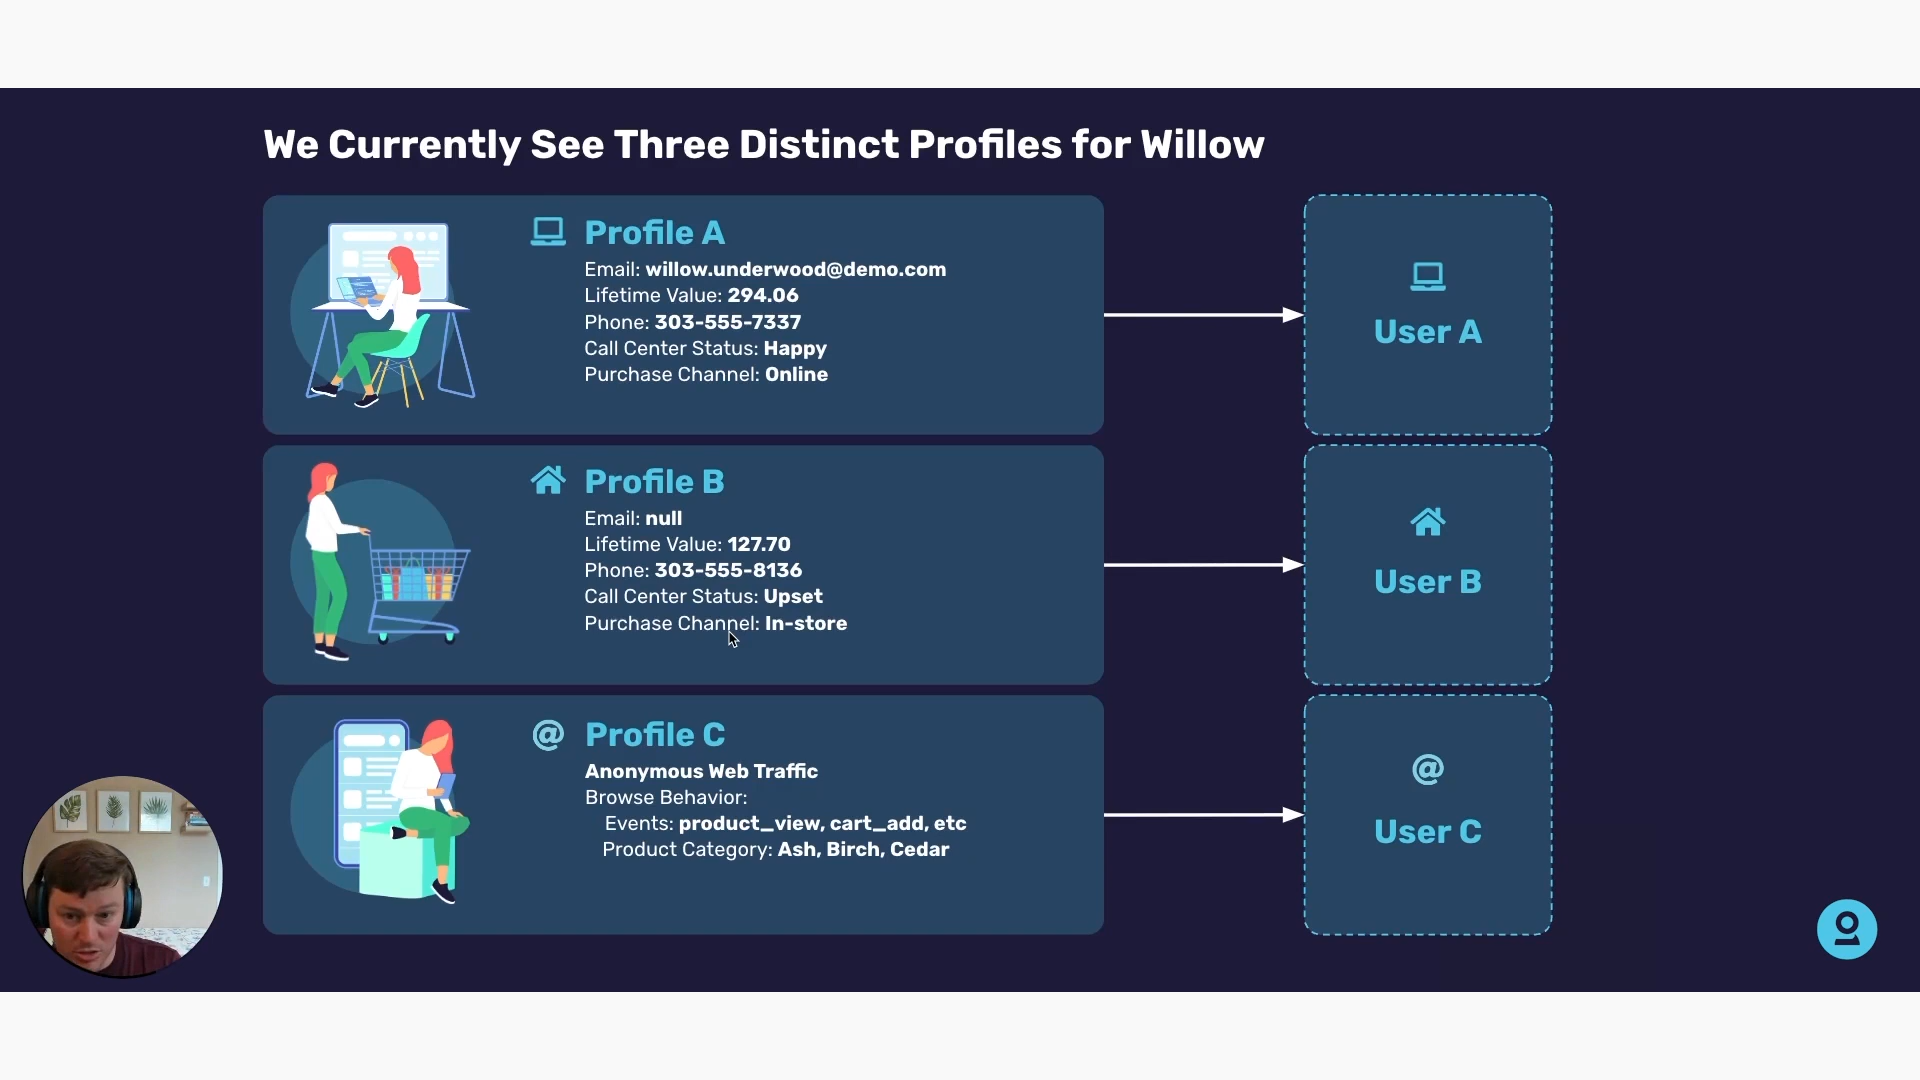 We Currently See Three Distinct Profiles for Willow
Profile A
Email: willow.underwood@demo.com
Lifetime Value: 294.06
Phone: 303-555-7337
Call Center Status: Happy
Purchase Channel: Online
User A
Profile B
Email: null
Lifetime Value: 127.70
Phone: 303-555-8136
Call Center Status: Upset
Purchase Channel: In-store
User B
@ Profile C
Anonymous Web Traffic
Browse Behavior:
Events: product_view, cart_add, etc
Product Category: Ash, Birch, Cedar
@
User C